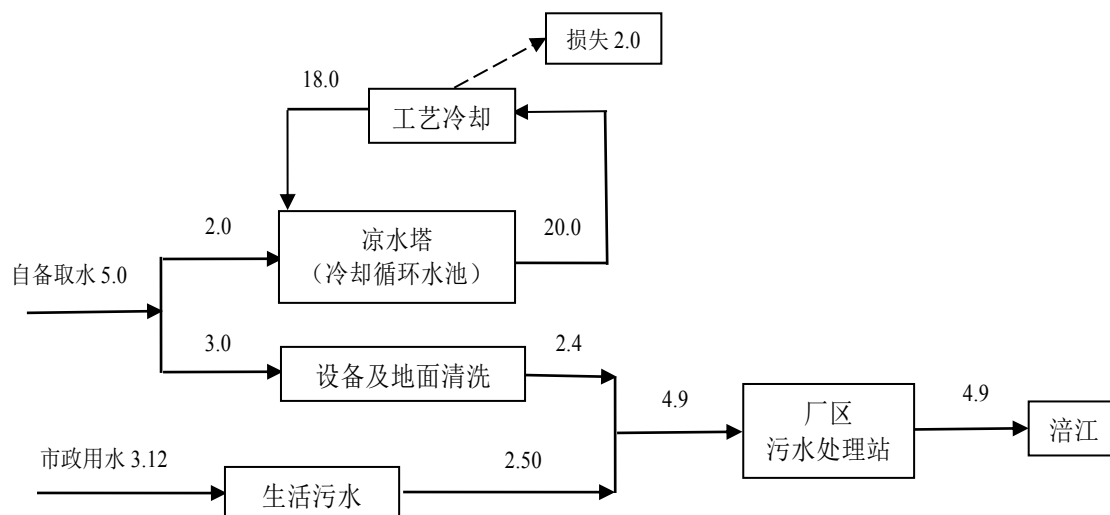 损失 2.0
18.0
工艺冷却
2.0
凉水塔
（冷却循环水池）
20.0
自备取水 5.0
3.0
设备及地面清洗
2.4
4.9
厂区
污水处理站
4.9
涪江
市政用水 3.12
生活污水
2.50